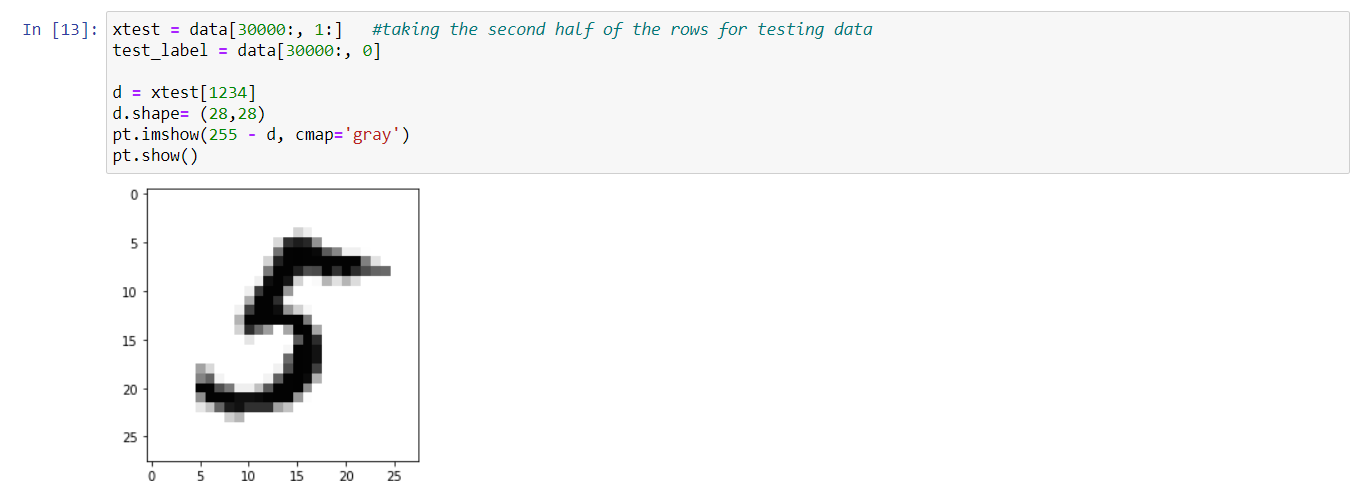 In [13]: xtest = data[30000:, 1:]   #taking the second half of the rows for testing data
test_label = data[30000:, 0]
d = xtest[1234]
d.shape= (28,28)
pt.imshow(255 - d, cmap='gray')
pt.show()
0
5
10
15
20
25
5
0 5 10 15 20 25